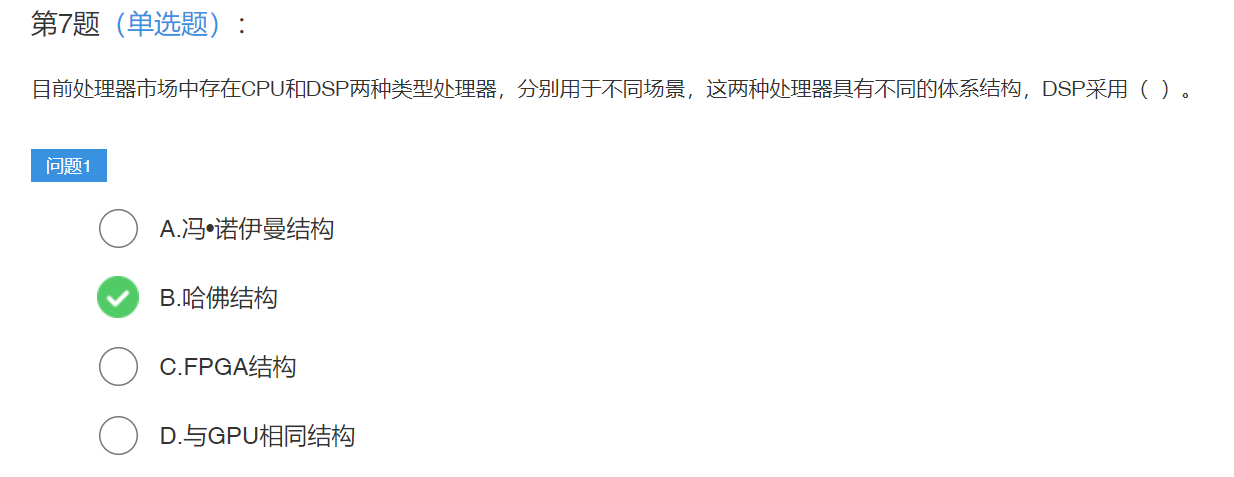 第7题（单选题）：
目前处理器市场中存在CPU和DSP两种类型处理器，分别用于不同场景，这两种处理器具有不同的体系结构，DSP采用（ ）。
问题1
A.冯•诺伊曼结构
B.哈佛结构
C.FPGA结构
D.与GPU相同结构